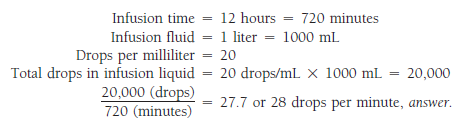 Infusion time = 12 hours = 720 minutes
Infusion fluid = 1 liter = 1000 mL
Drops per milliliter = 20
Total drops in infusion liquid = 20 drops/mL × 1000 mL = 20,000
20,000 (drops)
720 (minutes) = 27.7 or 28 drops per minute, answer.